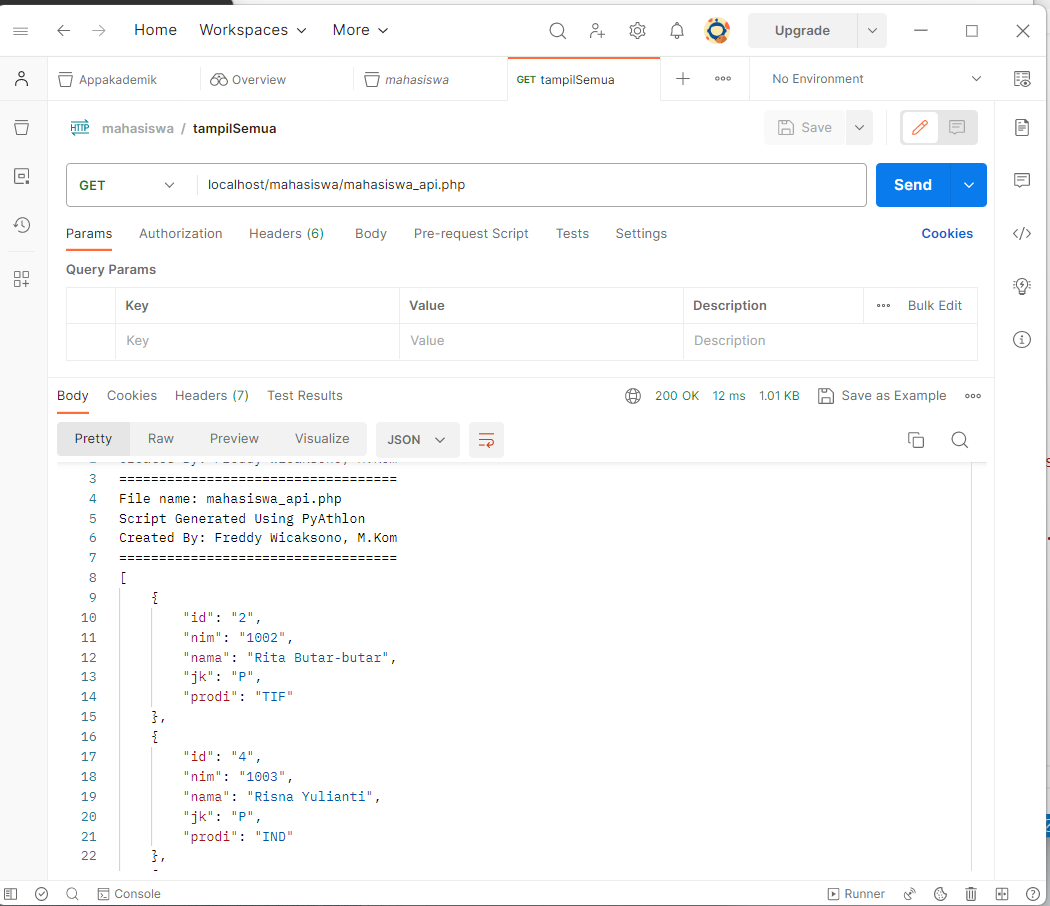 Home Workspaces More Upgrade
Appakademik Overview mahasiswa GET tampilSemua No Environment
HTTP mahasiswa / tampilSemua Save
GET localhost/mahasiswa/mahasiswa_api.php Send
Params Authorization Headers (6) Body Pre-request Script Tests Settings Cookies
Query Params
Key Value Description Bulk Edit
Key Value Description
Body Cookies Headers (7) Test Results 200 OK 12 ms 1.01 KB Save as Example
Pretty Raw Preview Visualize JSON
3 ===================================
4 File name: mahasiswa_api.php
5 Script Generated Using PyAthlon
6 Created By: Freddy Wicaksono, M.Kom
7 ===================================
8 [
9 {
10 "id": "2",
11 "nim": "1002",
12 "nama": "Rita Butar-butar",
13 "jk": "P",
14 "prodi": "TIF"
15 },
16 {
17 "id": "4",
18 "nim": "1003",
19 "nama": "Risna Yulianti",
20 "jk": "P",
21 "prodi": "IND"
22 },
Console Runner